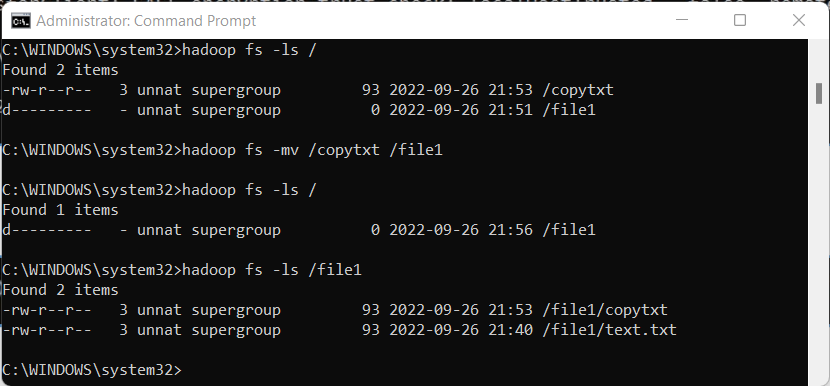 Administrator: Command Prompt
C:\WINDOWS\system32>hadoop fs -ls /
Found 2 items
-rw-r--r--   3 unnat supergroup         93 2022-09-26 21:53 /copytxt
d---------   - unnat supergroup          0 2022-09-26 21:51 /file1
C:\WINDOWS\system32>hadoop fs -mv /copytxt /file1
C:\WINDOWS\system32>hadoop fs -ls /
Found 1 items
d---------   - unnat supergroup          0 2022-09-26 21:56 /file1
C:\WINDOWS\system32>hadoop fs -ls /file1
Found 2 items
-rw-r--r--   3 unnat supergroup         93 2022-09-26 21:53 /file1/copytxt
-rw-r--r--   3 unnat supergroup         93 2022-09-26 21:40 /file1/text.txt
C:\WINDOWS\system32>